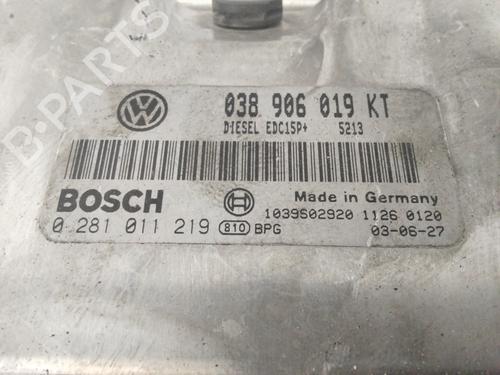 038 906 019 KT
DIESEL EDC15P+ 5213
BOSCH
Made in Germany
0 281 011 219 810 BPG
1039S02920 1126 0120
03-06-27
B-PARTS